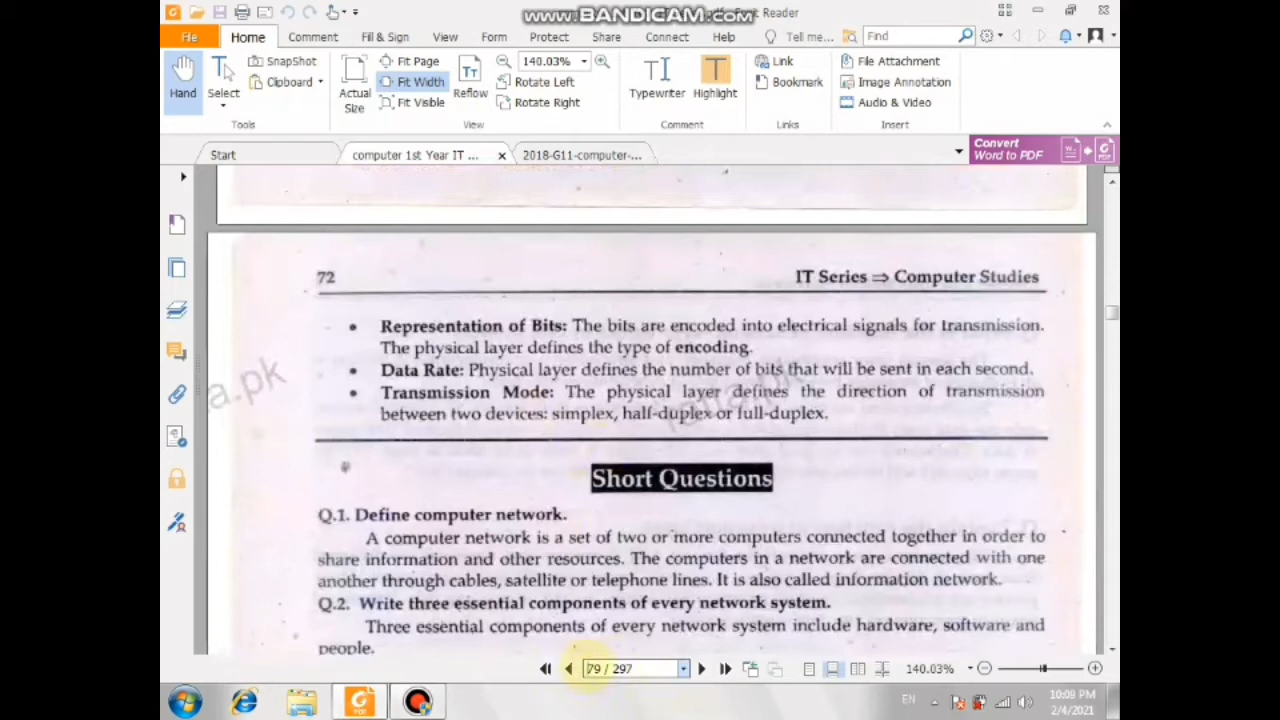 www.BANDICAM.com
Reader
File Home Comment Fill & Sign View Form Protect Share Connect Help Tell me... Find
Hand
Select
SnapShot
Clipboard
Tools
Actual Size
Fit Page
Fit Width
Fit Visible
Reflow
140.03%
Rotate Left
Rotate Right
View
Typewriter
Highlight
Comment
Link
Bookmark
Links
File Attachment
Image Annotation
Audio & Video
Insert
Start
computer 1st Year IT ...
2018-G11-computer-...
Convert
Word to PDF
72 IT Series ⇒ Computer Studies
• Representation of Bits: The bits are encoded into electrical signals for transmission.
The physical layer defines the type of encoding.
• Data Rate: Physical layer defines the number of bits that will be sent in each second.
• Transmission Mode: The physical layer defines the direction of transmission
between two devices: simplex, half-duplex or full-duplex.
Short Questions
Q.1. Define computer network.
A computer network is a set of two or more computers connected together in order to
share information and other resources. The computers in a network are connected with one
another through cables, satellite or telephone lines. It is also called information network.
Q.2. Write three essential components of every network system.
Three essential components of every network system include hardware, software and
people.
79 / 297
140.03%
EN
10:09 PM
2/4/2021